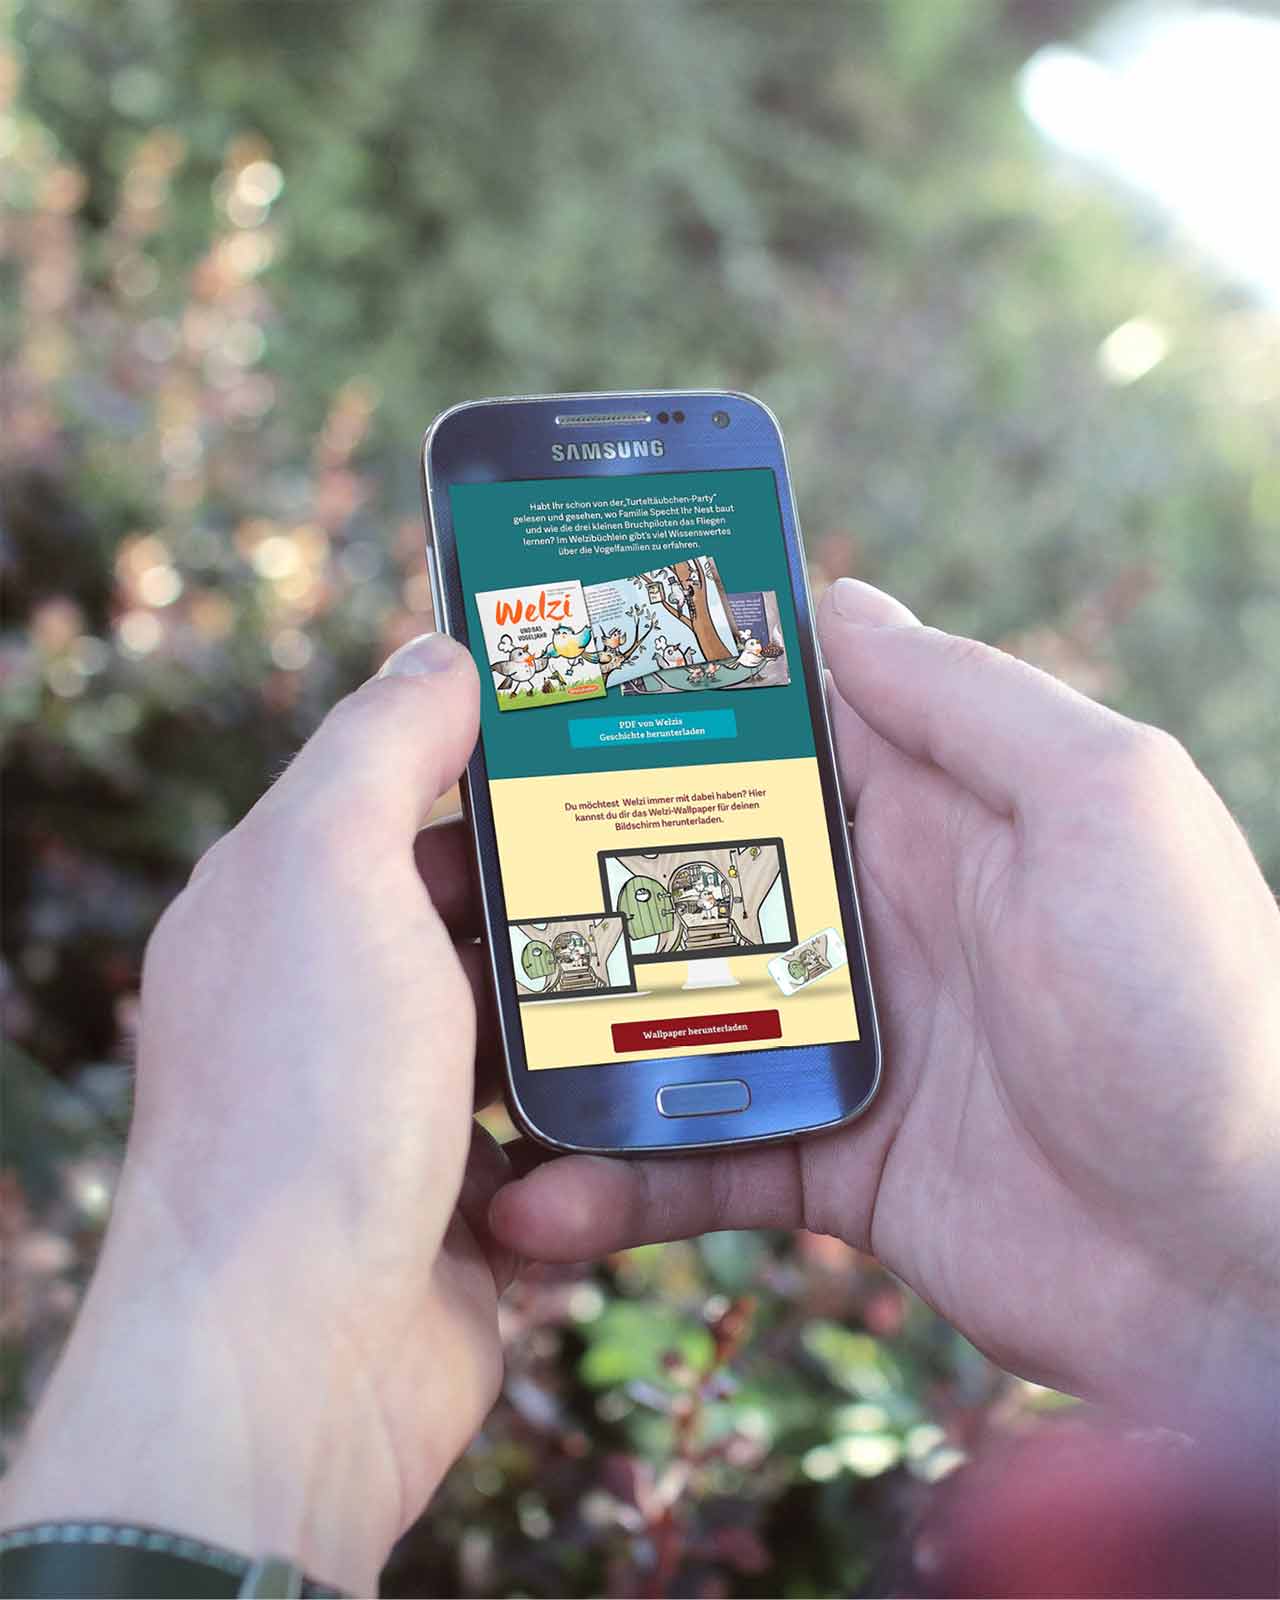 SAMSUNG
Habt Ihr schon von der „Turteltäubchen-Party"
gelesen und gesehen, wo Familie Specht Ihr Nest baut
und wie die drei kleinen Bruchpiloten das Fliegen
lernen? Im Welzibüchlein gibt's viel Wissenswertes
über die Vogelfamilien zu erfahren.
Welzi
UND DAS
VOGELJAHR
PDF von Welzis
Geschichte herunterladen
Du möchtest Welzi immer mit dabei haben? Hier
kannst du dir das Welzi-Wallpaper für deinen
Bildschirm herunterladen.
Wallpaper herunterladen